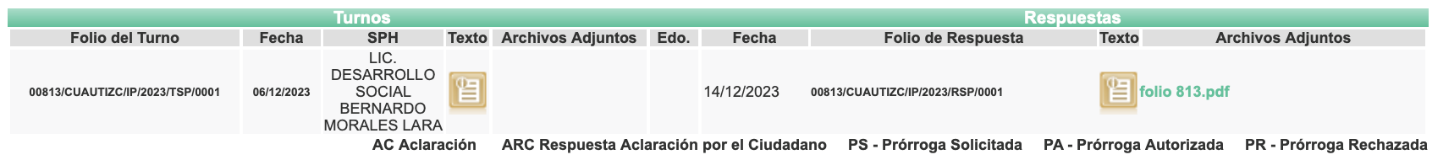 Turnos Respuestas
Folio del Turno Fecha SPH Texto Archivos Adjuntos Edo. Fecha Folio de Respuesta Texto Archivos Adjuntos
00813/CUAUTIZC/IP/2023/TSP/0001 06/12/2023 LIC.
DESARROLLO
SOCIAL
BERNARDO
MORALES LARA 14/12/2023 00813/CUAUTIZC/IP/2023/RSP/0001 folio 813.pdf
AC Aclaración ARC Respuesta Aclaración por el Ciudadano PS - Prórroga Solicitada PA - Prórroga Autorizada PR - Prórroga Rechazada